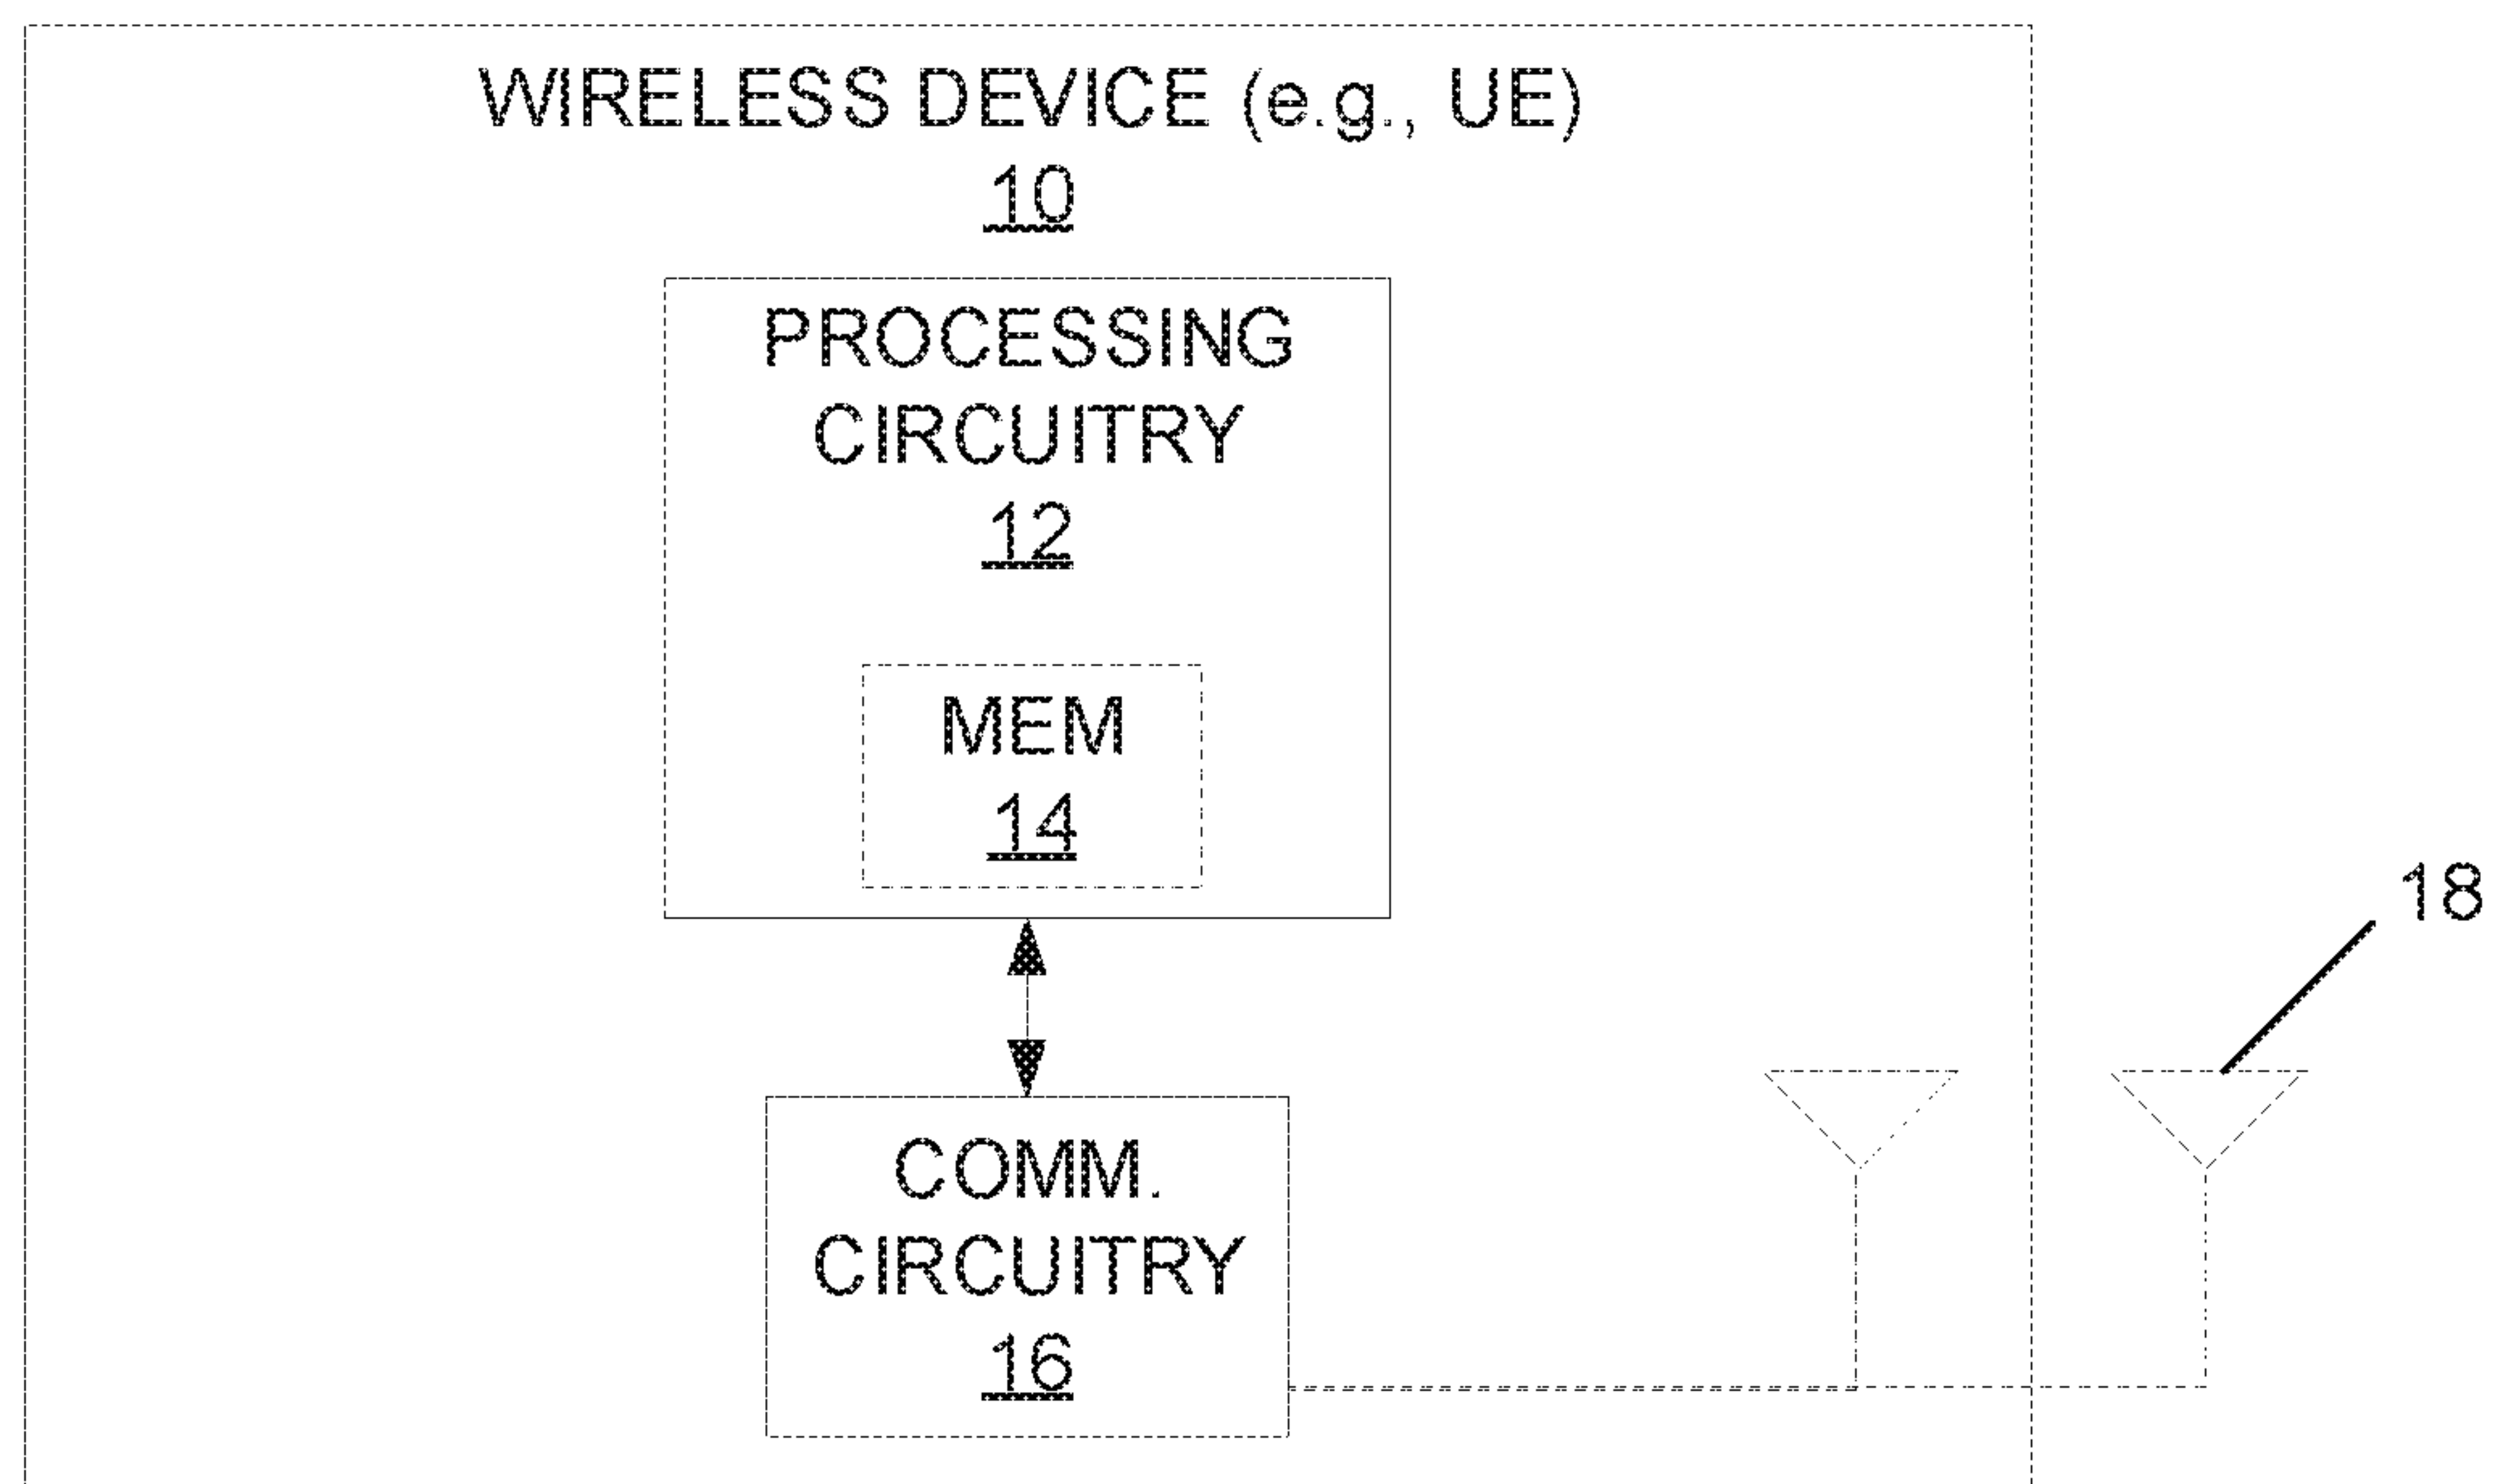 WIRELESS DEVICE (e.g., UE)
10
PROCESSING
CIRCUITRY
12
MEM
14
18
COMM.
CIRCUITRY
16